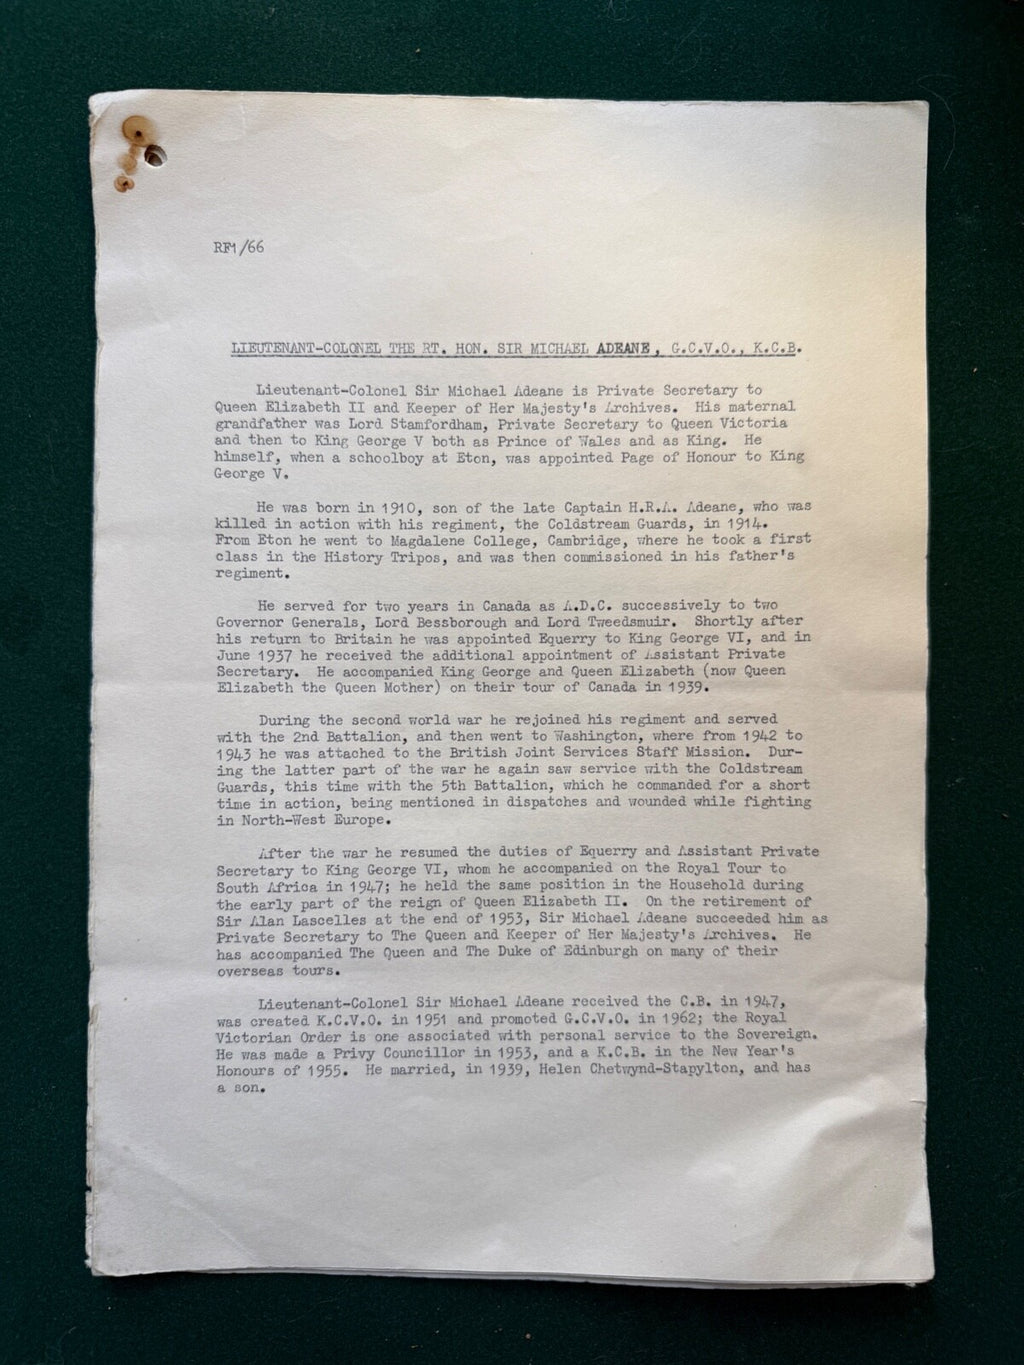 RFM/66
LIEUTENANT-COLONEL THE RT. HON. SIR MICHAEL ADEANE, G.C.V.O., K.C.B.
Lieutenant-Colonel Sir Michael Adeane is Private Secretary to
Queen Elizabeth II and Keeper of Her Majesty's Archives. His maternal
grandfather was Lord Stamfordham, Private Secretary to Queen Victoria
and then to King George V both as Prince of Wales and as King. He
himself, when a schoolboy at Eton, was appointed Page of Honour to King
George V.
He was born in 1910, son of the late Captain H.R.A. Adeane, who was
killed in action with his regiment, the Coldstream Guards, in 1914.
From Eton he went to Magdalene College, Cambridge, where he took a first
class in the History Tripos, and was then commissioned in his father's
regiment.
He served for two years in Canada as A.D.C. successively to two
Governor Generals, Lord Bessborough and Lord Tweedsmuir. Shortly after
his return to Britain he was appointed Equerry to King George VI, and in
June 1937 he received the additional appointment of Assistant Private
Secretary. He accompanied King George and Queen Elizabeth (now Queen
Elizabeth the Queen Mother) on their tour of Canada in 1939.
During the second world war he rejoined his regiment and served
with the 2nd Battalion, and then went to Washington, where from 1942 to
1943 he was attached to the British Joint Services Staff Mission. Dur-
ing the latter part of the war he again saw service with the Coldstream
Guards, this time with the 5th Battalion, which he commanded for a short
time in action, being mentioned in dispatches and wounded while fighting
in North-West Europe.
After the war he resumed the duties of Equerry and Assistant Private
Secretary to King George VI, whom he accompanied on the Royal Tour to
South Africa in 1947; he held the same position in the Household during
the early part of the reign of Queen Elizabeth II. On the retirement of
Sir Alan Lascelles at the end of 1953, Sir Michael Adeane succeeded him as
Private Secretary to The Queen and Keeper of Her Majesty's Archives. He
has accompanied The Queen and The Duke of Edinburgh on many of their
overseas tours.
Lieutenant-Colonel Sir Michael Adeane received the C.B. in 1947,
was created K.C.V.O. in 1951 and promoted G.C.V.O. in 1962; the Royal
Victorian Order is one associated with personal service to the Sovereign.
He was made a Privy Councillor in 1953, and a K.C.B. in the New Year's
Honours of 1955. He married, in 1939, Helen Chetwynd-Stapylton, and has
a son.